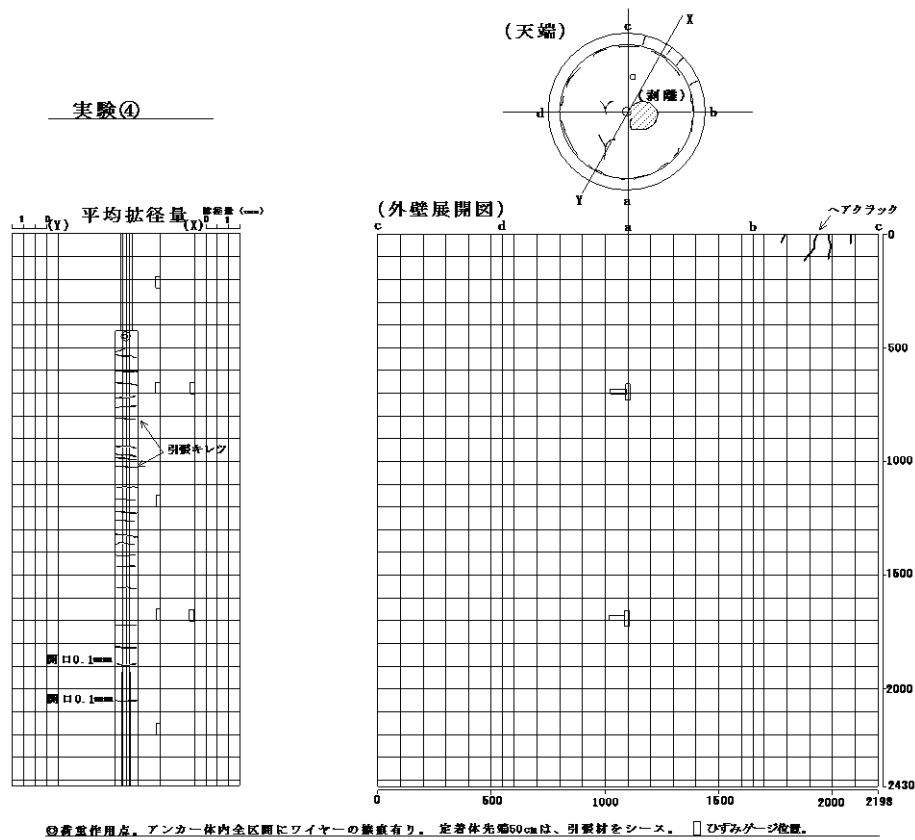 (天端)
c
X
実験④
(剥離)
d
b
Y
a
平均拡径量
拡径量 (mm)
1 0 (Y)
(X) 0 1
(外壁展開図)
c
d
a
b
c
ヘアクラック
0
500
引張キレツ
1000
1500
開口0.1mm
2000
開口0.1mm
2430
0
500
1000
1500
2000
2198
◎荷重作用点。 アンカー体内全区間にワイヤーの 有り。 定着体先端50cmは、引張材をシース。 ひずみゲージ位置。